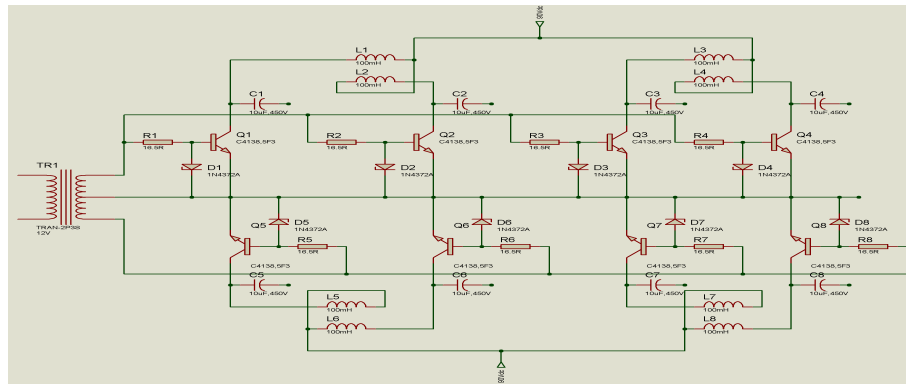 90Vdc
L1
100mH
L2
100mH
L3
100mH
L4
100mH
C1
10uF,450V
C2
10uF,450V
C3
10uF,450V
C4
10uF,450V
R1
16.5R
Q1
C4138,5F3
R2
16.5R
Q2
C4138,5F3
R3
16.5R
Q3
C4138,5F3
R4
16.5R
Q4
C4138,5F3
TR1
TRAN-2P3S
12V
D1
1N4372A
D2
1N4372A
D3
1N4372A
D4
1N4372A
Q5
C4138,5F3
D5
1N4372A
R5
16.5R
Q6
C4138,5F3
D6
1N4372A
R6
16.5R
Q7
C4138,5F3
D7
1N4372A
R7
16.5R
Q8
C4138,5F3
D8
1N4372A
R8
16.5R
C5
10uF,450V
C6
10uF,450V
C7
10uF,450V
C8
10uF,450V
L5
100mH
L6
100mH
L7
100mH
L8
100mH
90Vdc